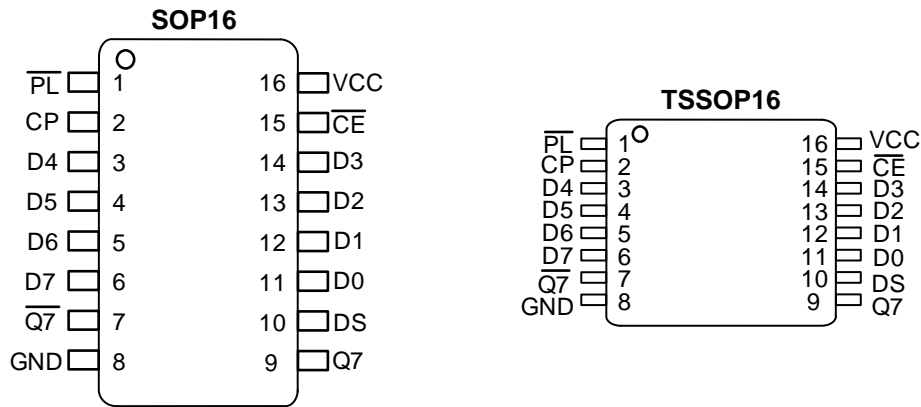 SOP16
PL 1 16 VCC
CP 2 15 CE
D4 3 14 D3
D5 4 13 D2
D6 5 12 D1
D7 6 11 D0
Q7 7 10 DS
GND 8 9 Q7
TSSOP16
PL 1 16 VCC
CP 2 15 CE
D4 3 14 D3
D5 4 13 D2
D6 5 12 D1
D7 6 11 D0
Q7 7 10 DS
GND 8 9 Q7